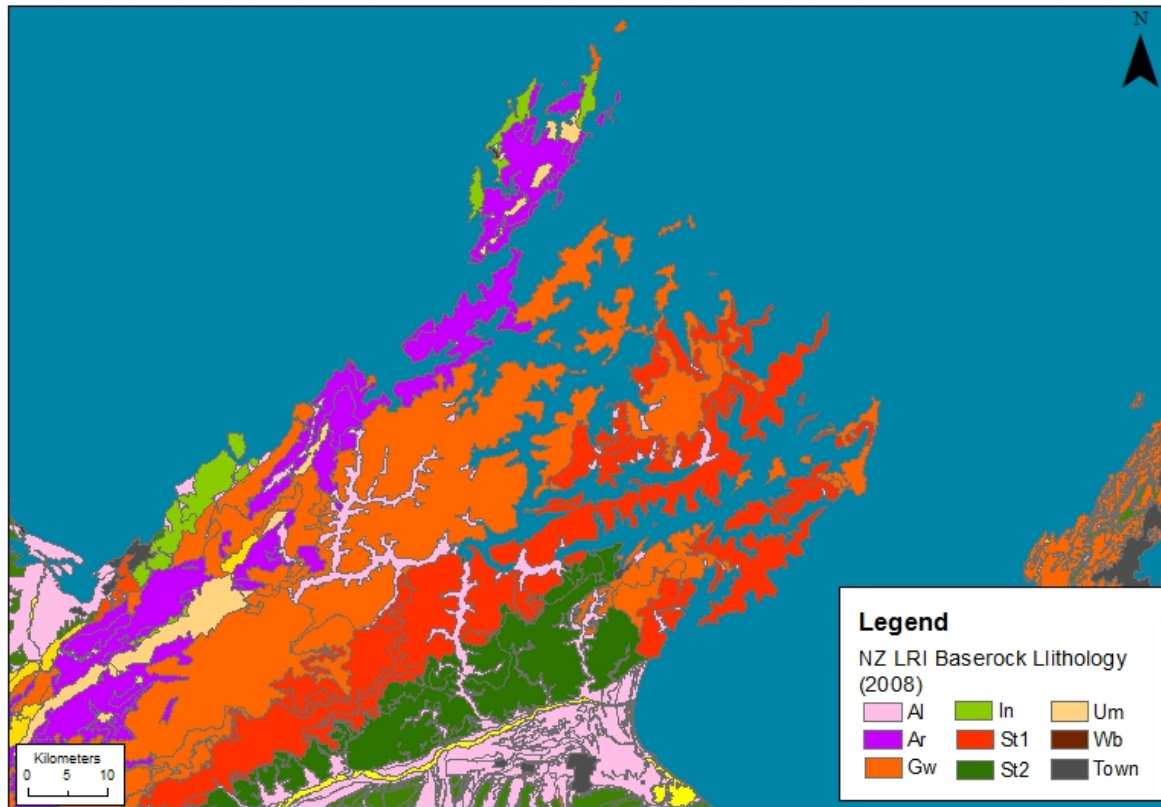 N
Legend
NZ LRI Baserock Llithology
(2008)
Al In Um
Ar St1 Wb
Gw St2 Town
Kilometers
0 5 10